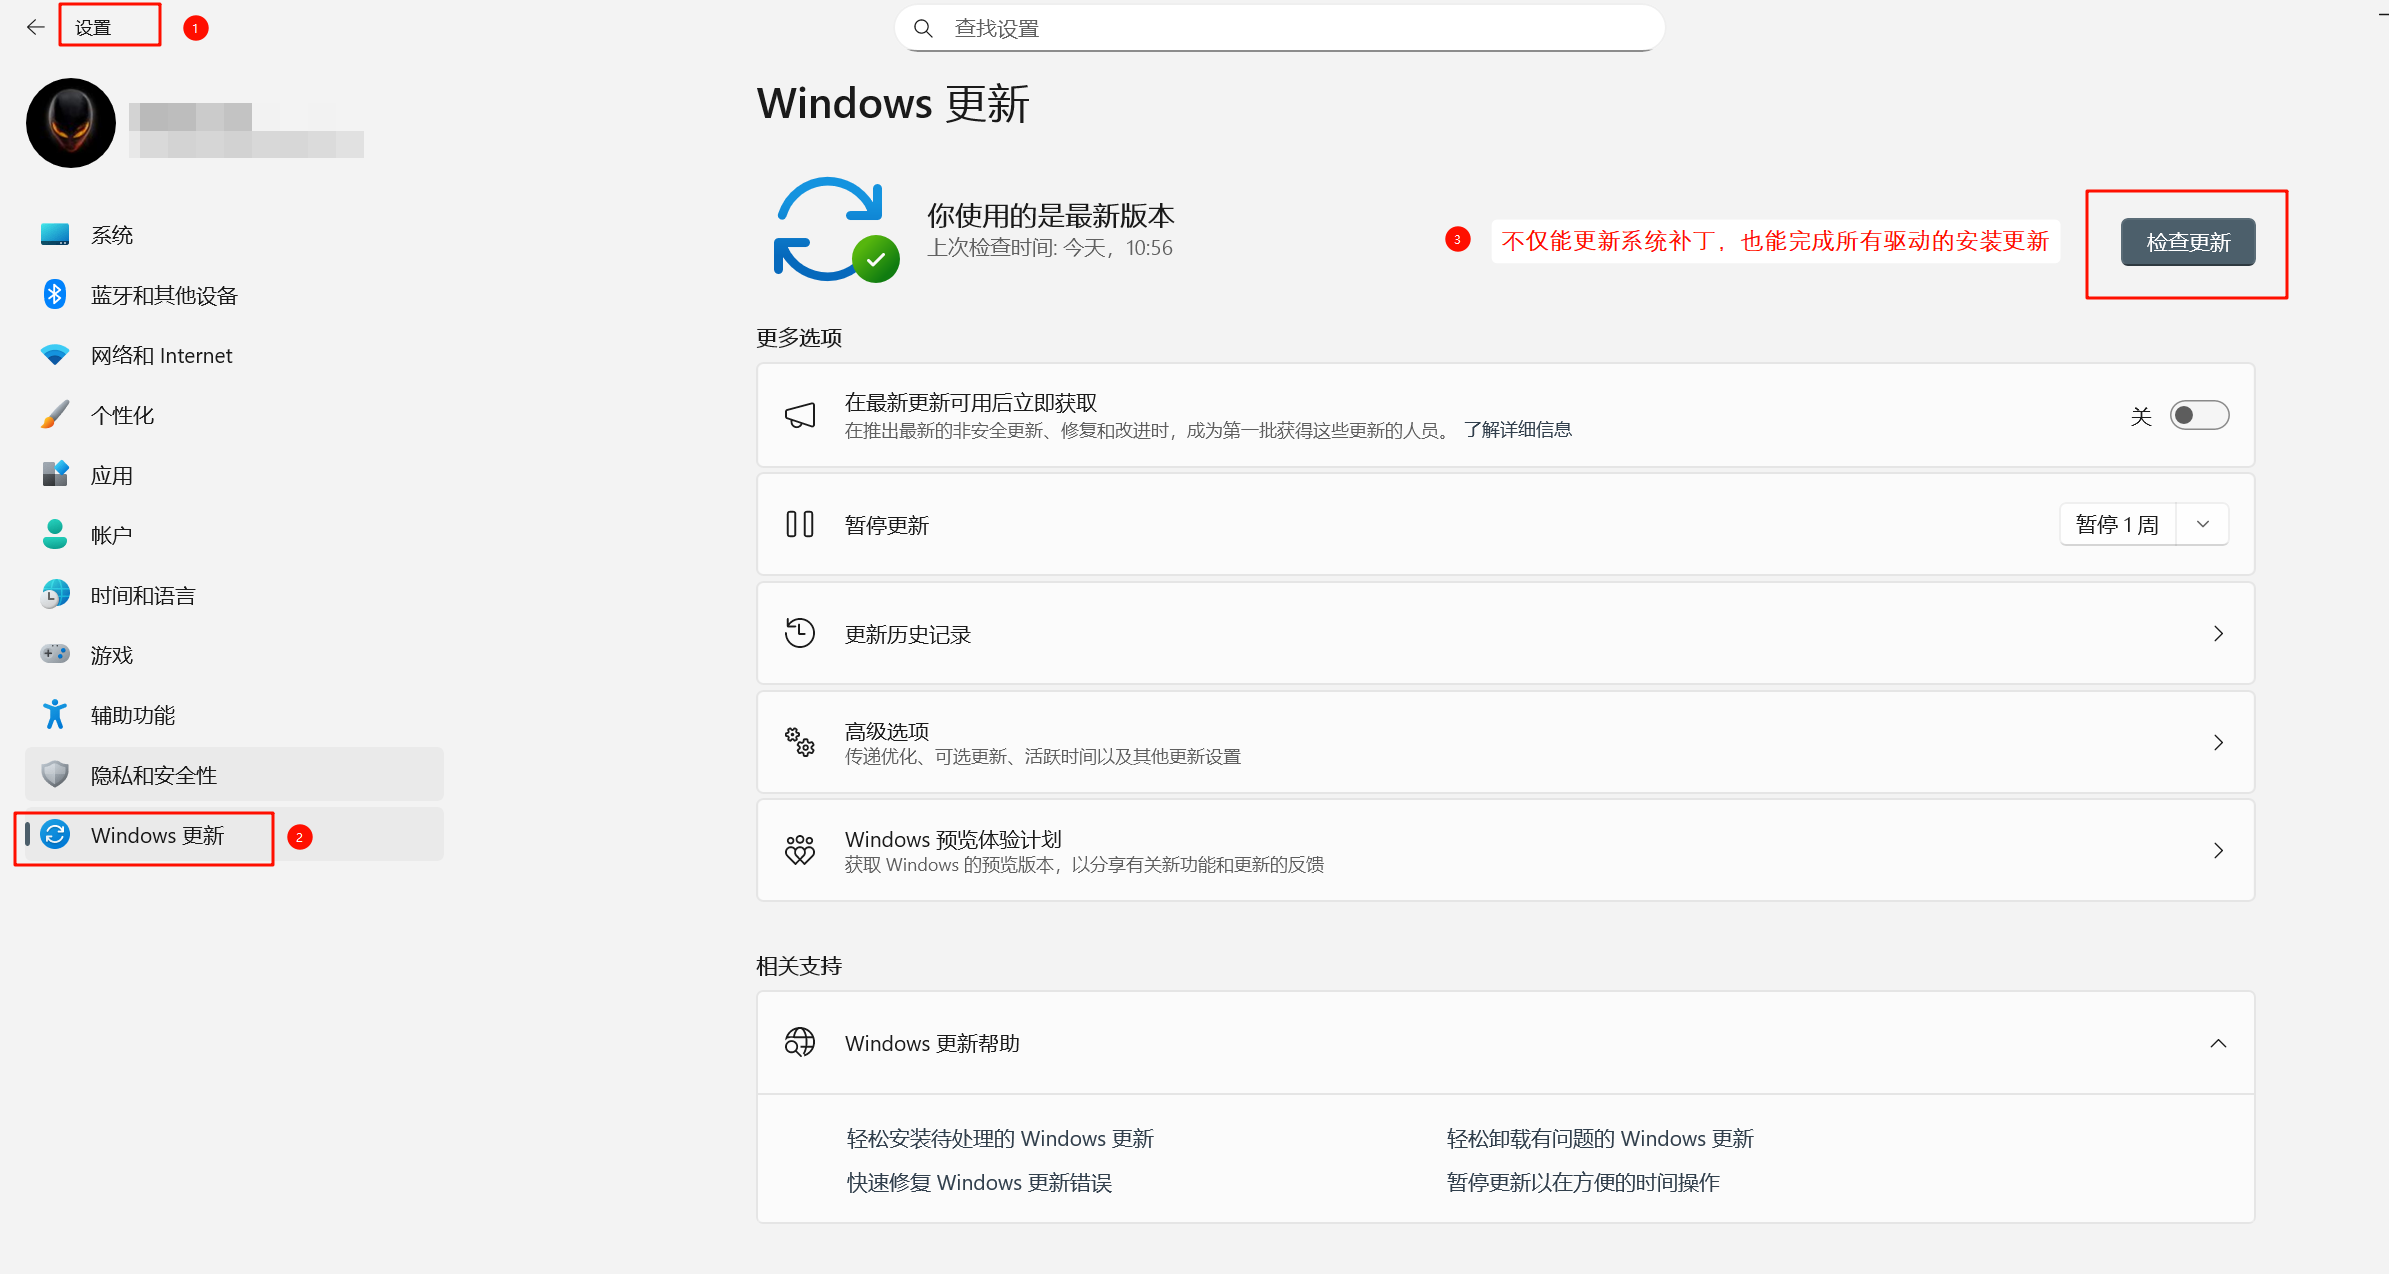 设置
1
查找设置
Windows 更新
你使用的是最新版本
上次检查时间: 今天，10:56
3
不仅能更新系统补丁，也能完成所有驱动的安装更新
检查更新
系统
蓝牙和其他设备
网络和 Internet
个性化
应用
帐户
时间和语言
游戏
辅助功能
隐私和安全性
Windows 更新
2
更多选项
在最新更新可用后立即获取
在推出最新的非安全更新、修复和改进时，成为第一批获得这些更新的人员。 了解详细信息
关
暂停更新
暂停 1 周
更新历史记录
高级选项
传递优化、可选更新、活跃时间以及其他更新设置
Windows 预览体验计划
获取 Windows 的预览版本，以分享有关新功能和更新的反馈
相关支持
Windows 更新帮助
轻松安装待处理的 Windows 更新
轻松卸载有问题的 Windows 更新
快速修复 Windows 更新错误
暂停更新以在方便的时间操作